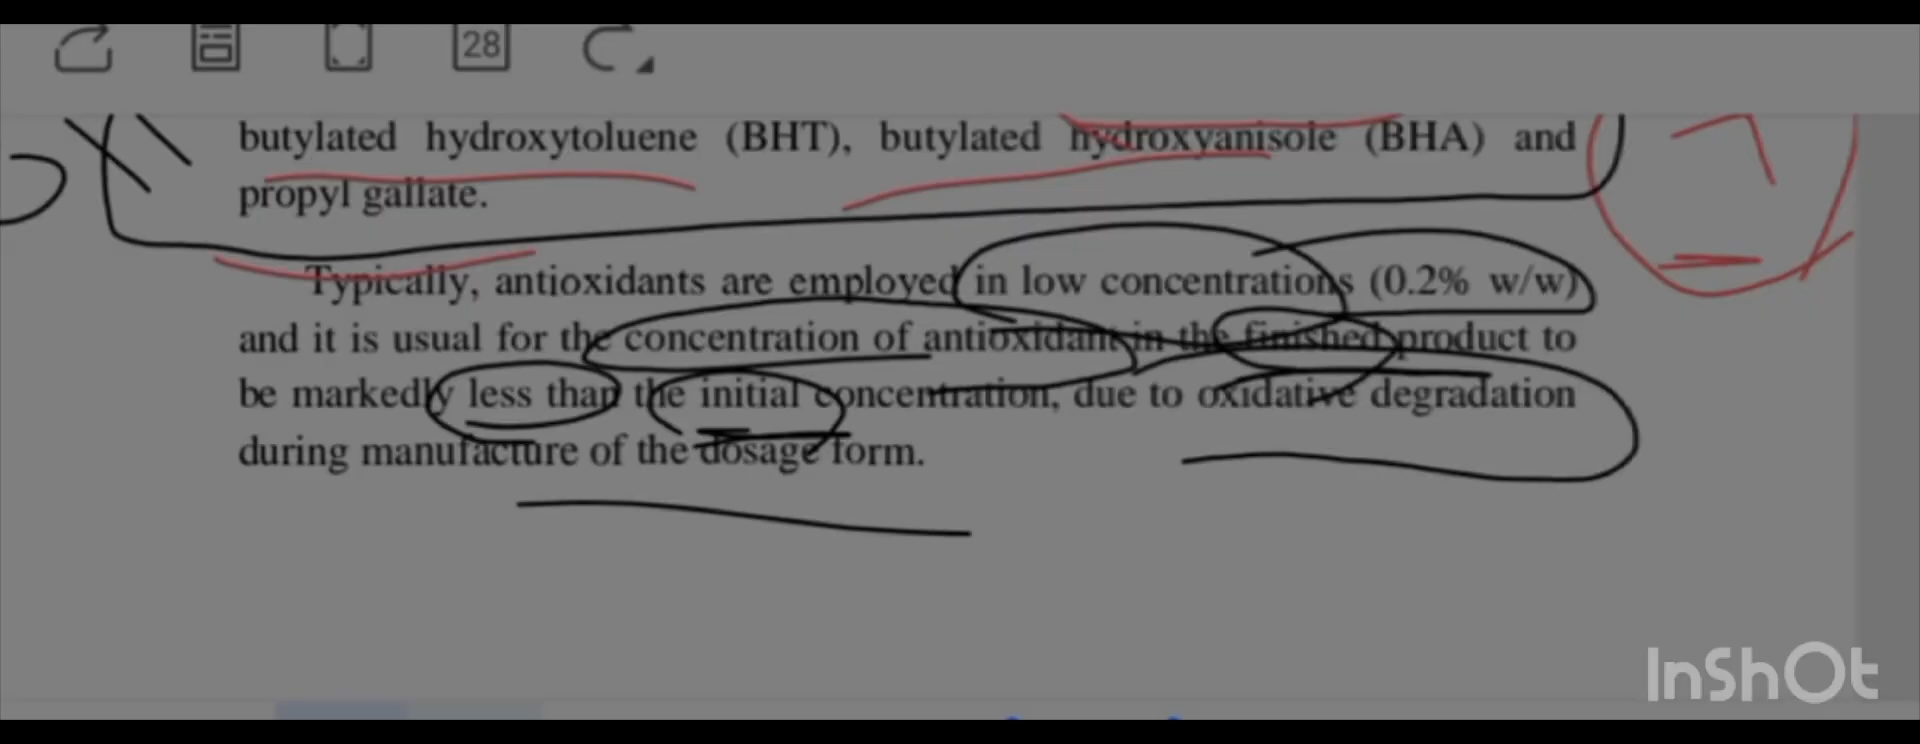 28
butylated hydroxytoluene (BHT), butylated hydroxyanisole (BHA) and
propyl gallate.
Typically, antioxidants are employed in low concentrations (0.2% w/w)
and it is usual for the concentration of antioxidant in the finished product to
be markedly less than the initial concentration, due to oxidative degradation
during manufacture of the dosage form.
InShOt